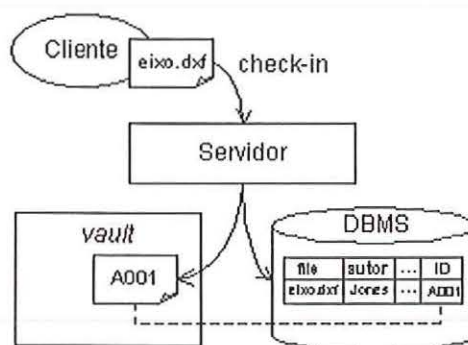 Cliente
eixo.dxf
check-in
Servidor
vault
A001
DBMS
file autor ... ID
eixo.dxf Jones ... A001